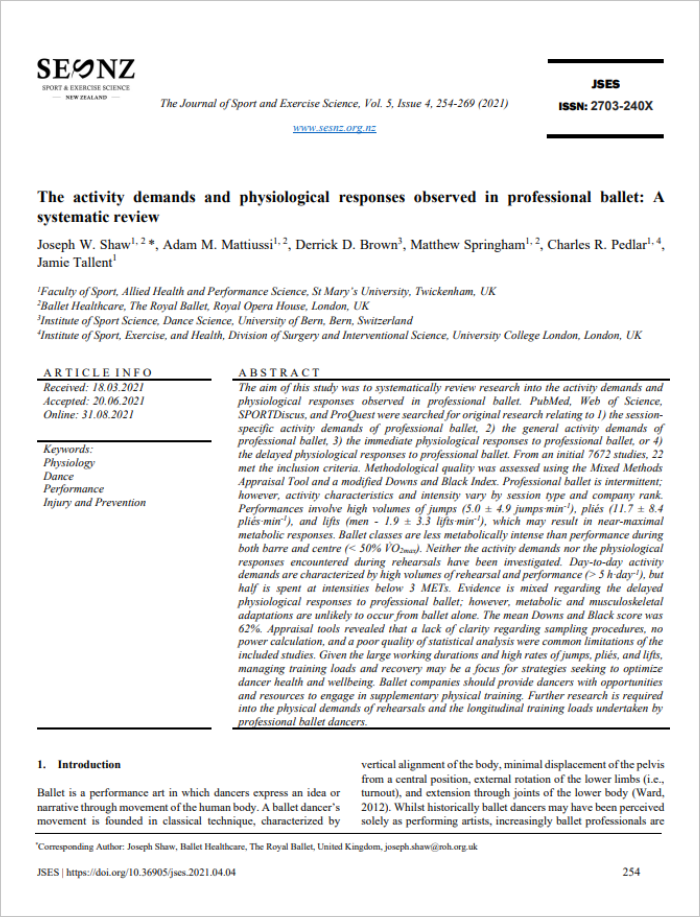 SESNZ
SPORT & EXERCISE SCIENCE
NEW ZEALAND
The Journal of Sport and Exercise Science, Vol. 5, Issue 4, 254-269 (2021)
www.sesnz.org.nz
JSES
ISSN: 2703-240X
The activity demands and physiological responses observed in professional ballet: A
systematic review
Joseph W. Shaw1, 2 *, Adam M. Mattiussi1, 2, Derrick D. Brown3, Matthew Springham1, 2, Charles R. Pedlar1, 4,
Jamie Tallent1
1Faculty of Sport, Allied Health and Performance Science, St Mary's University, Twickenham, UK
2Ballet Healthcare, The Royal Ballet, Royal Opera House, London, UK
3Institute of Sport Science, Dance Science, University of Bern, Bern, Switzerland
4Institute of Sport, Exercise, and Health, Division of Surgery and Interventional Science, University College London, London, UK
ARTICLE INFO
Received: 18.03.2021
Accepted: 20.06.2021
Online: 31.08.2021
Keywords:
Physiology
Dance
Performance
Injury and Prevention
ABSTRACT
The aim of this study was to systematically review research into the activity demands and
physiological responses observed in professional ballet. PubMed, Web of Science,
SPORTDiscus, and ProQuest were searched for original research relating to 1) the session-
specific activity demands of professional ballet, 2) the general activity demands of
professional ballet, 3) the immediate physiological responses to professional ballet, or 4)
the delayed physiological responses to professional ballet. From an initial 7672 studies, 22
met the inclusion criteria. Methodological quality was assessed using the Mixed Methods
Appraisal Tool and a modified Downs and Black Index. Professional ballet is intermittent;
however, activity characteristics and intensity vary by session type and company rank.
Performances involve high volumes of jumps (5.0 ± 4.9 jumps·min-1), pliés (11.7 ± 8.4
pliés·min-1), and lifts (men - 1.9 ± 3.3 lifts·min-1), which may result in near-maximal
metabolic responses. Ballet classes are less metabolically intense than performance during
both barre and centre (< 50% V̇O2max). Neither the activity demands nor the physiological
responses encountered during rehearsals have been investigated. Day-to-day activity
demands are characterized by high volumes of rehearsal and performance (> 5 h·day-1), but
half is spent at intensities below 3 METs. Evidence is mixed regarding the delayed
physiological responses to professional ballet; however, metabolic and musculoskeletal
adaptations are unlikely to occur from ballet alone. The mean Downs and Black score was
62%. Appraisal tools revealed that a lack of clarity regarding sampling procedures, no
power calculation, and a poor quality of statistical analysis were common limitations of the
included studies. Given the large working durations and high rates of jumps, pliés, and lifts,
managing training loads and recovery may be a focus for strategies seeking to optimize
dancer health and wellbeing. Ballet companies should provide dancers with opportunities
and resources to engage in supplementary physical training. Further research is required
into the physical demands of rehearsals and the longitudinal training loads undertaken by
professional ballet dancers.
1. Introduction
Ballet is a performance art in which dancers express an idea or
narrative through movement of the human body. A ballet dancer's
movement is founded in classical technique, characterized by
vertical alignment of the body, minimal displacement of the pelvis
from a central position, external rotation of the lower limbs (i.e.,
turnout), and extension through joints of the lower body (Ward,
2012). Whilst historically ballet dancers may have been perceived
solely as performing artists, increasingly ballet professionals are
*Corresponding Author: Joseph Shaw, Ballet Healthcare, The Royal Ballet, United Kingdom, joseph.shaw@roh.org.uk
JSES | https://doi.org/10.36905/jses.2021.04.04
254